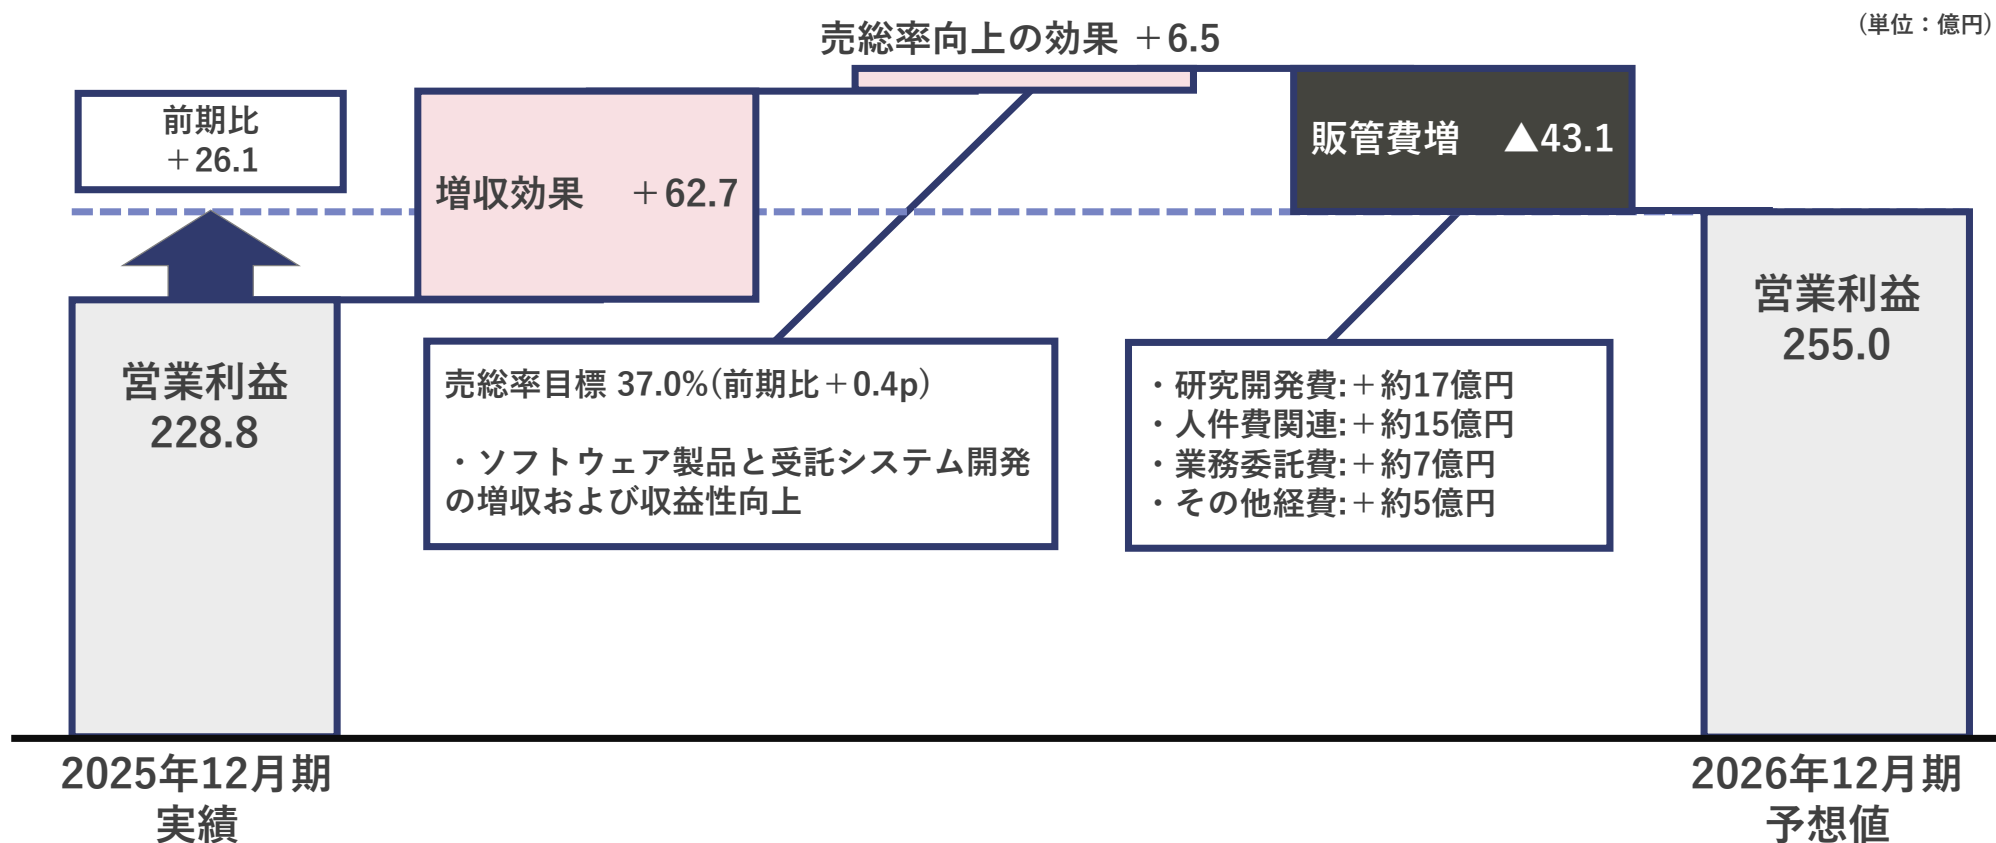 (単位：億円)
売総率向上の効果 ＋6.5
前期比
＋26.1
増収効果　＋62.7
販管費増　▲43.1
営業利益
228.8
売総率目標 37.0%(前期比＋0.4p)
・ソフトウェア製品と受託システム開発
の増収および収益性向上
・研究開発費:＋約17億円
・人件費関連:＋約15億円
・業務委託費:＋約7億円
・その他経費:＋約5億円
営業利益
255.0
2025年12月期
実績
2026年12月期
予想値